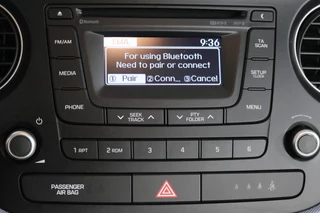 Bluetooth
FM/AM
MEDIA
PHONE
9:36
For using Bluetooth
Need to pair or connect
1 Pair 2 Conn... 3 Cancel
TA
SCAN
SETUP
CLOCK
MENU
SEEK
TRACK
PTY
FOLDER
1 RPT
2 RDM
3
4
5
6
PASSENGER
AIR BAG